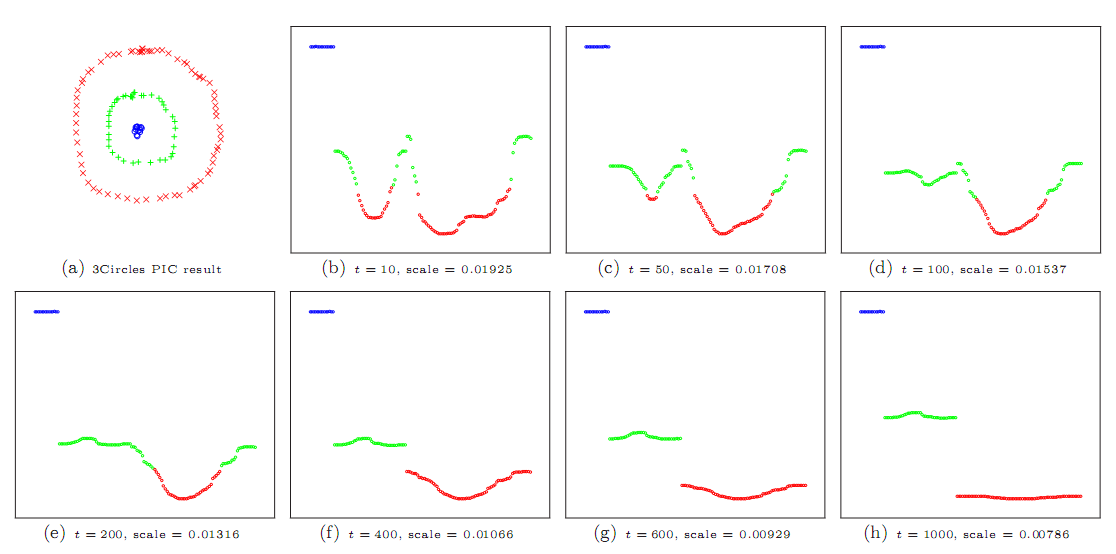 (a) 3Circles PIC result
(b) t = 10, scale = 0.01925
(c) t = 50, scale = 0.01708
(d) t = 100, scale = 0.01537
(e) t = 200, scale = 0.01316
(f) t = 400, scale = 0.01066
(g) t = 600, scale = 0.00929
(h) t = 1000, scale = 0.00786